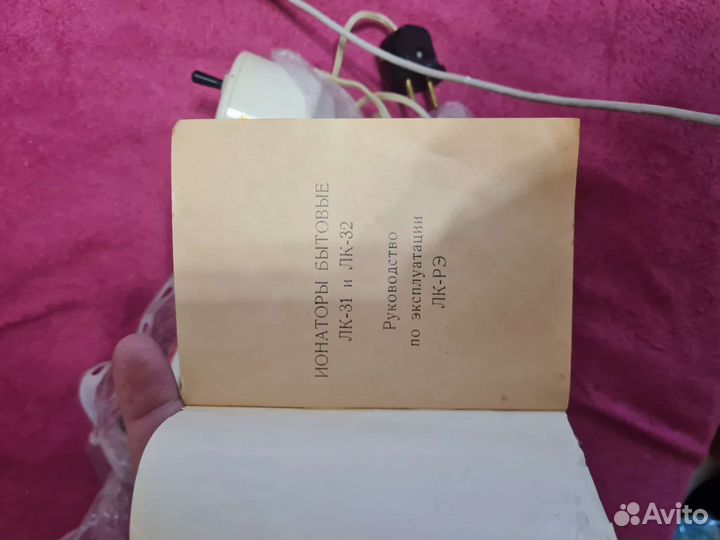 ИОНАТОРЫ БЫТОВЫЕ
ЛК-31 и ЛК-32
Руководство
по эксплуатации
ЛК-РЭ
Avito